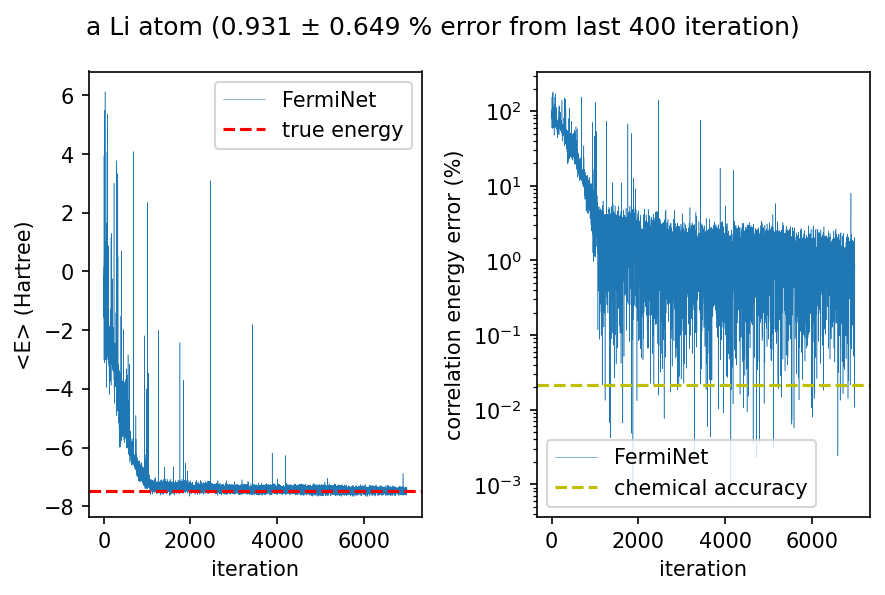 a Li atom (0.931 ± 0.649 % error from last 400 iteration)
<E> (Hartree)
6
4
2
0
−2
−4
−6
−8
FermiNet
true energy
0
2000
4000
6000
iteration
correlation energy error (%)
10²
10¹
10⁰
10⁻¹
10⁻²
10⁻³
FermiNet
chemical accuracy
0
2000
4000
6000
iteration